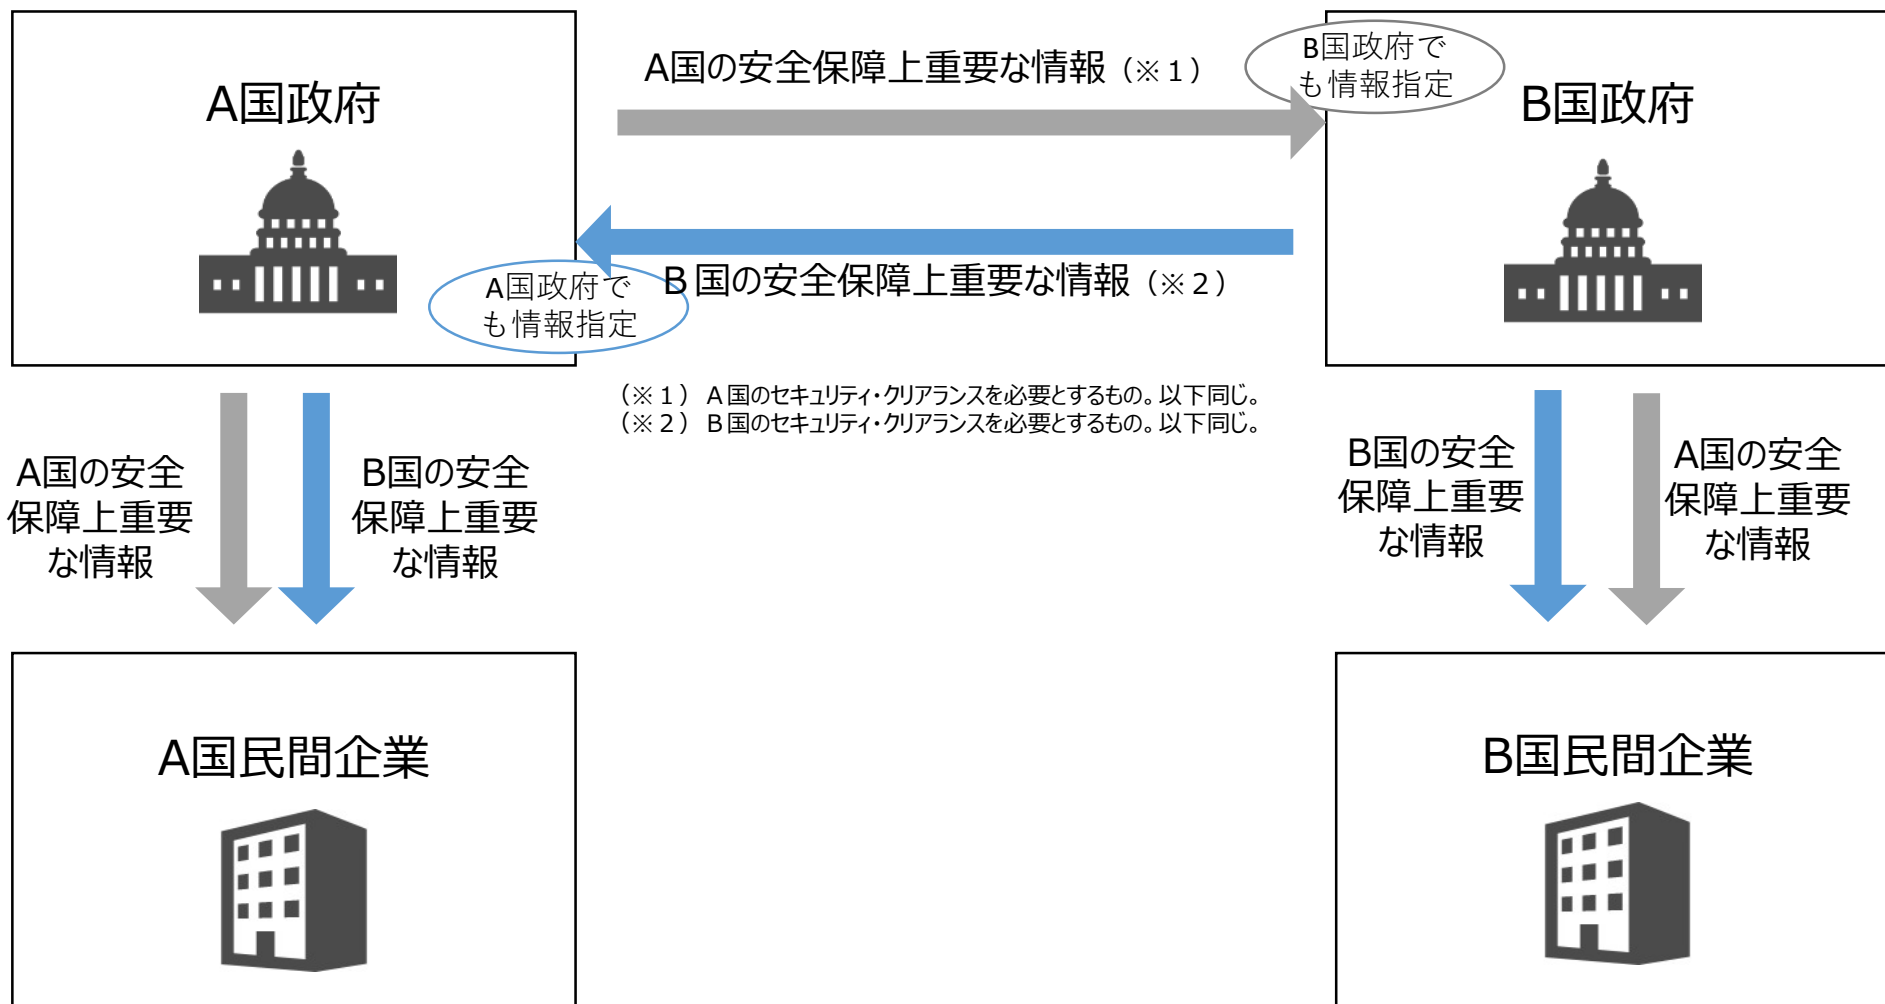 A国政府
A国の安全保障上重要な情報（※１）
B国政府で
も情報指定
B国政府
A国政府で
も情報指定
Ｂ国の安全保障上重要な情報（※２）
（※１） Ａ国のセキュリティ・クリアランスを必要とするもの。以下同じ。
（※２） Ｂ国のセキュリティ・クリアランスを必要とするもの。以下同じ。
A国の安全
保障上重要
な情報
B国の安全
保障上重要
な情報
B国の安全
保障上重要
な情報
A国の安全
保障上重要
な情報
A国民間企業
B国民間企業